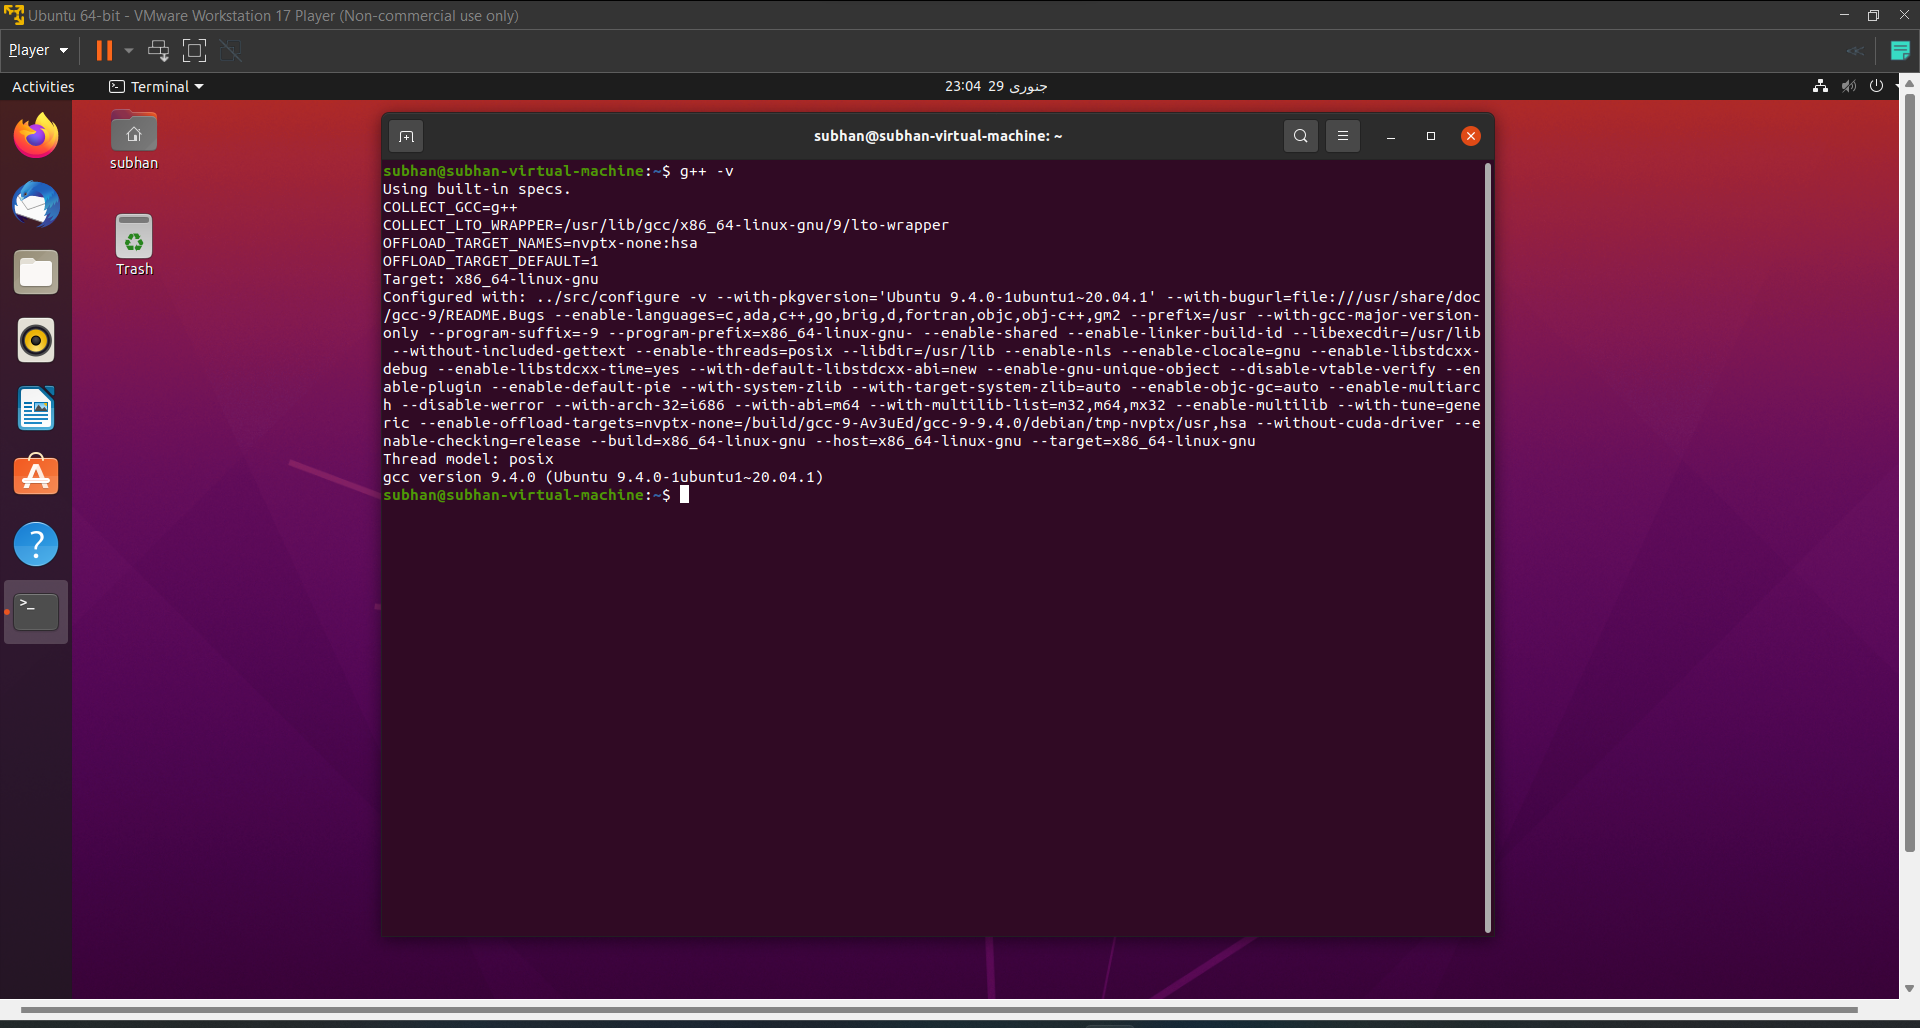 Ubuntu 64-bit - VMware Workstation 17 Player (Non-commercial use only)
Player
Activities
Terminal
23:04 29 جنوری
subhan
Trash
subhan@subhan-virtual-machine: ~
subhan@subhan-virtual-machine:~$ g++ -v
Using built-in specs.
COLLECT_GCC=g++
COLLECT_LTO_WRAPPER=/usr/lib/gcc/x86_64-linux-gnu/9/lto-wrapper
OFFLOAD_TARGET_NAMES=nvptx-none:hsa
OFFLOAD_TARGET_DEFAULT=1
Target: x86_64-linux-gnu
Configured with: ../src/configure -v --with-pkgversion='Ubuntu 9.4.0-1ubuntu1~20.04.1' --with-bugurl=file:///usr/share/doc
/gcc-9/README.Bugs --enable-languages=c,ada,c++,go,brig,d,fortran,objc,obj-c++,gm2 --prefix=/usr --with-gcc-major-version-
only --program-suffix=-9 --program-prefix=x86_64-linux-gnu- --enable-shared --enable-linker-build-id --libexecdir=/usr/lib
 --without-included-gettext --enable-threads=posix --libdir=/usr/lib --enable-nls --enable-clocale=gnu --enable-libstdcxx-
debug --enable-libstdcxx-time=yes --with-default-libstdcxx-abi=new --enable-gnu-unique-object --disable-vtable-verify --en
able-plugin --enable-default-pie --with-system-zlib --with-target-system-zlib=auto --enable-objc-gc=auto --enable-multiarc
h --disable-werror --with-arch-32=i686 --with-abi=m64 --with-multilib-list=m32,m64,mx32 --enable-multilib --with-tune=gene
ric --enable-offload-targets=nvptx-none=/build/gcc-9-Av3uEd/gcc-9-9.4.0/debian/tmp-nvptx/usr,hsa --without-cuda-driver --e
nable-checking=release --build=x86_64-linux-gnu --host=x86_64-linux-gnu --target=x86_64-linux-gnu
Thread model: posix
gcc version 9.4.0 (Ubuntu 9.4.0-1ubuntu1~20.04.1)
subhan@subhan-virtual-machine:~$